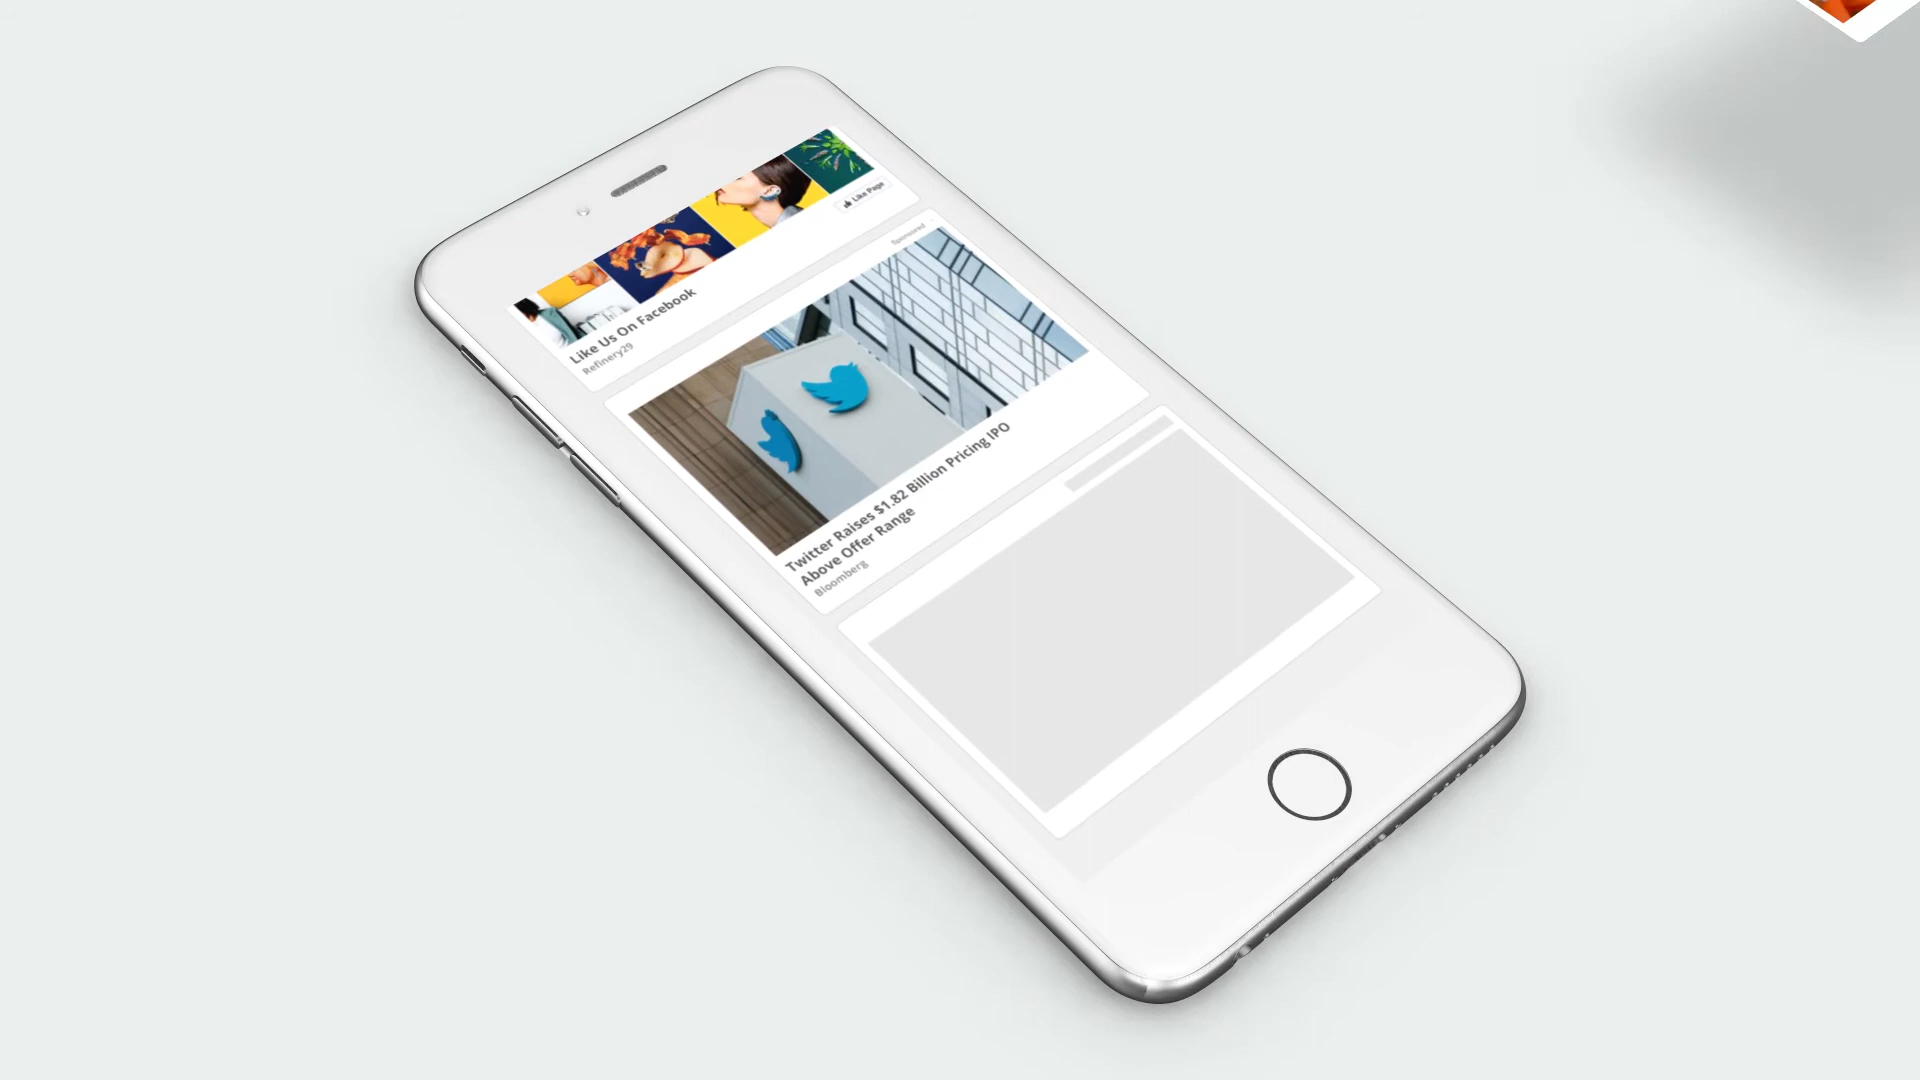 Like Page
Like Us On Facebook
Refinery29
Sponsored
Twitter Raises $1.82 Billion Pricing IPO
Above Offer Range
Bloomberg